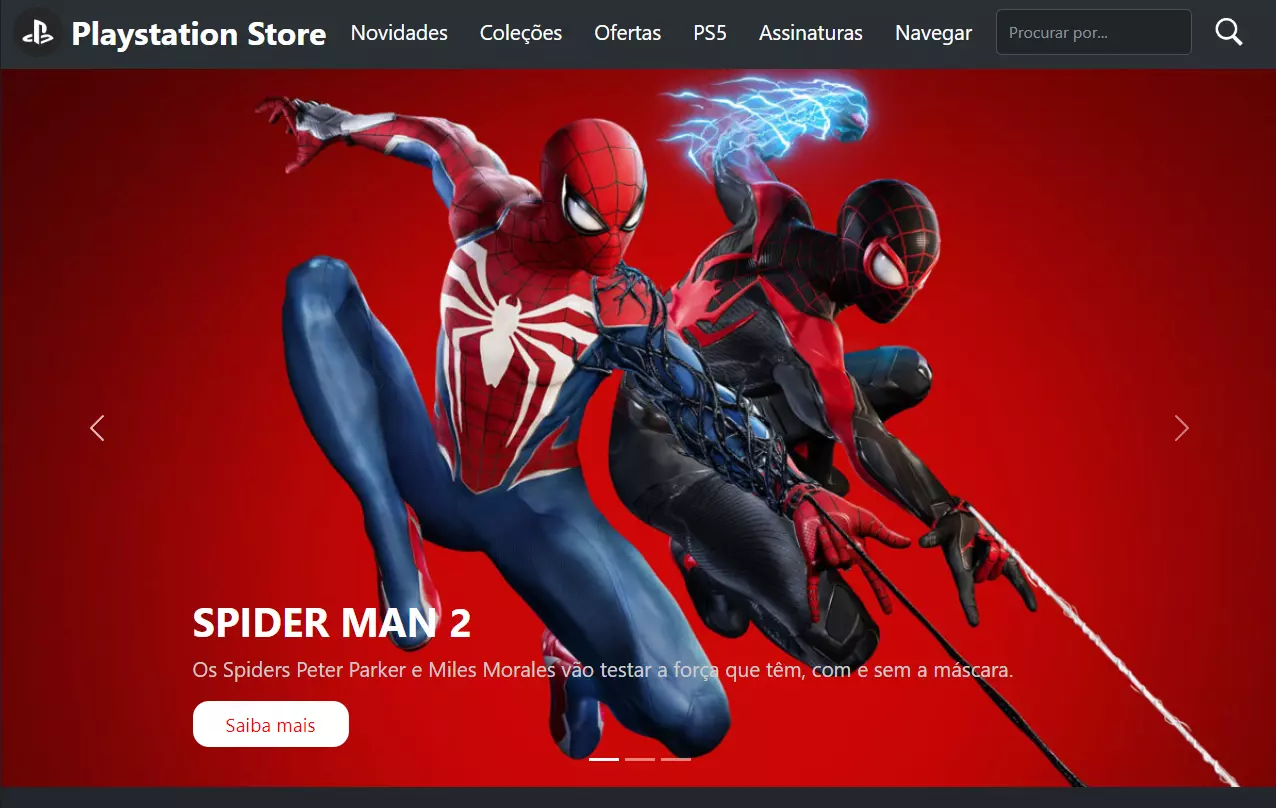 Playstation Store Novidades Coleções Ofertas PS5 Assinaturas Navegar Procurar por...
SPIDER MAN 2
Os Spiders Peter Parker e Miles Morales vão testar a força que têm, com e sem a máscara.
Saiba mais